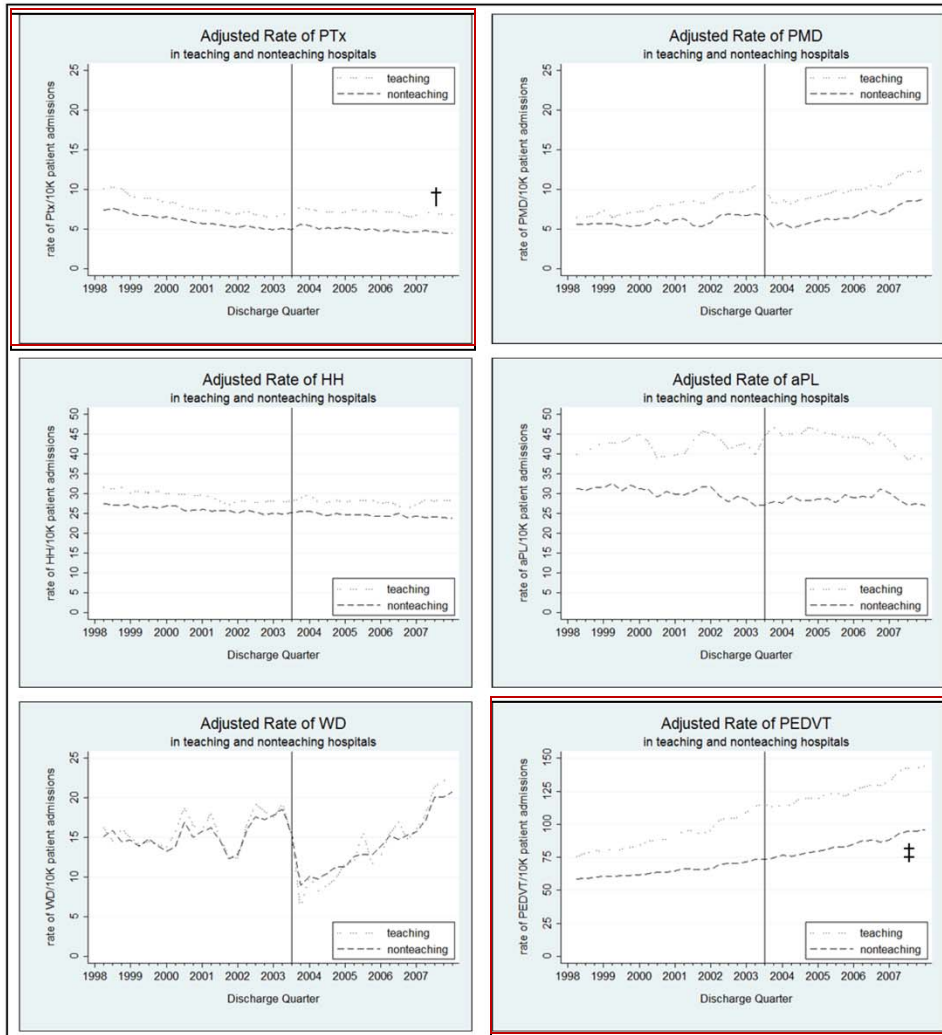 Adjusted Rate of PTx
in teaching and nonteaching hospitals
rate of Ptx/10K patient admissions
25
20
15
10
5
0
teaching
nonteaching
†
1998 1999 2000 2001 2002 2003 2004 2005 2006 2007
Discharge Quarter
Adjusted Rate of PMD
in teaching and nonteaching hospitals
rate of PMD/10K patient admissions
25
20
15
10
5
0
teaching
nonteaching
1998 1999 2000 2001 2002 2003 2004 2005 2006 2007
Discharge Quarter
Adjusted Rate of HH
in teaching and nonteaching hospitals
rate of HH/10K patient admissions
50
45
40
35
30
25
20
15
10
5
0
teaching
nonteaching
1998 1999 2000 2001 2002 2003 2004 2005 2006 2007
Discharge Quarter
Adjusted Rate of aPL
in teaching and nonteaching hospitals
rate of aPL/10K patient admissions
50
45
40
35
30
25
20
15
10
5
0
teaching
nonteaching
1998 1999 2000 2001 2002 2003 2004 2005 2006 2007
Discharge Quarter
Adjusted Rate of WD
in teaching and nonteaching hospitals
rate of WD/10K patient admissions
25
20
15
10
5
0
teaching
nonteaching
1998 1999 2000 2001 2002 2003 2004 2005 2006 2007
Discharge Quarter
Adjusted Rate of PEDVT
in teaching and nonteaching hospitals
rate of PEDVT/10K patient admissions
150
125
100
75
50
25
0
‡
teaching
nonteaching
1998 1999 2000 2001 2002 2003 2004 2005 2006 2007
Discharge Quarter